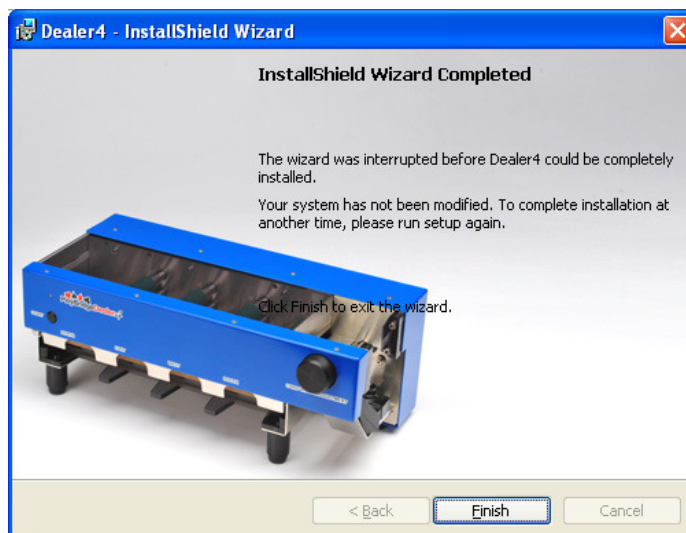 Dealer4 - InstallShield Wizard
InstallShield Wizard Completed
The wizard was interrupted before Dealer4 could be completely
installed.
Your system has not been modified. To complete installation at
another time, please run setup again.
Click Finish to exit the wizard.
< Back
Finish
Cancel